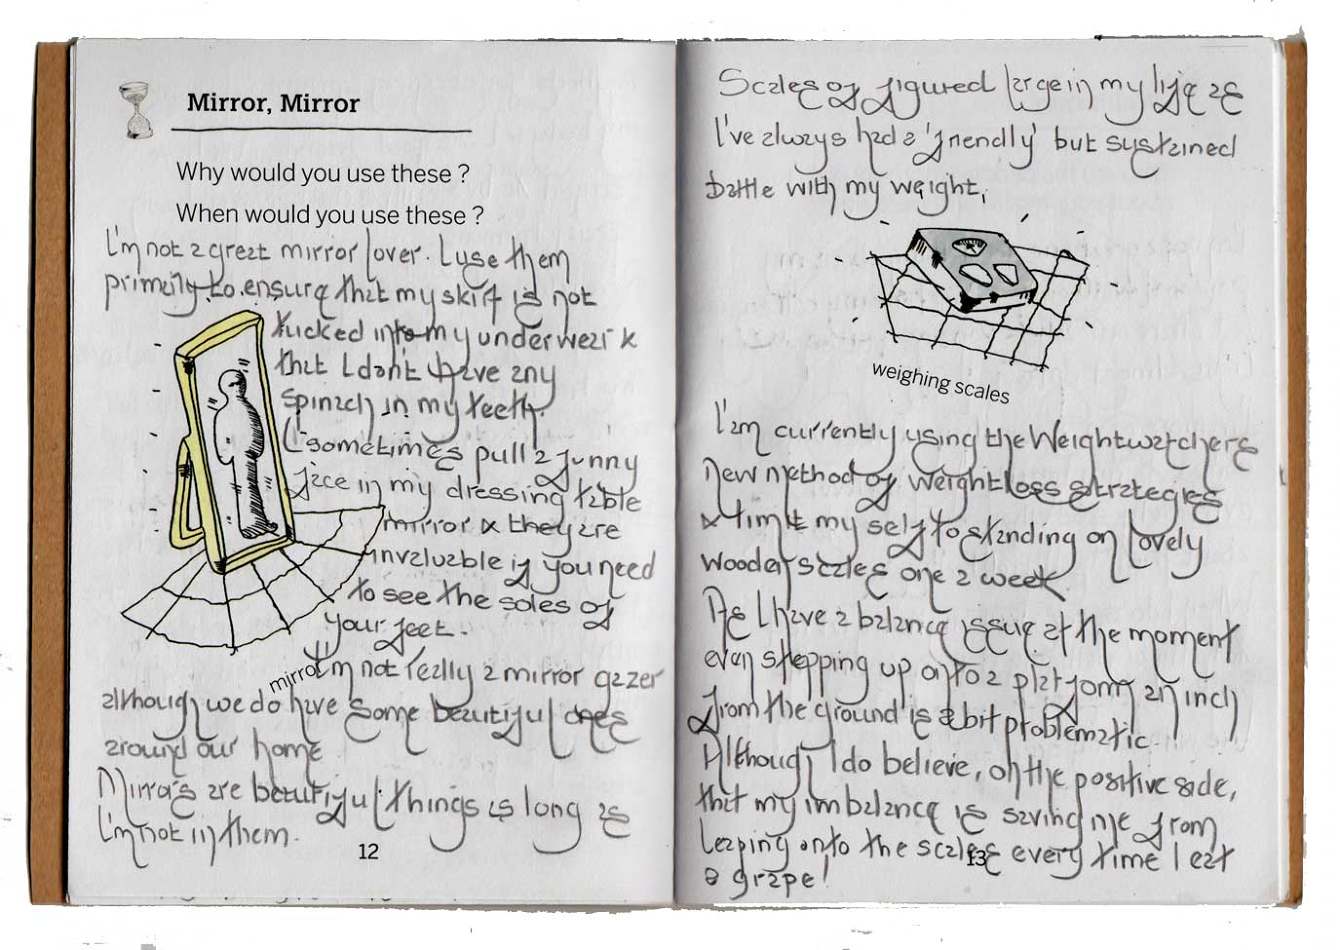 Mirror, Mirror
Why would you use these ?
When would you use these ?
I'm not a great mirror lover. I use them
primarily to ensure that my skirt is not
tucked into my underwear &
that I don't have any
spinach in my teeth.
I sometimes pull a funny
face in my dressing table
mirror & they are
invaluable if you need
to see the soles of
your feet.
mirror
I'm not really a mirror gazer
although we do have some beautiful ones
around our home
Mirrors are beautiful things as long as
I'm not in them.
12
Scales of figured large in my life as
I've always had a 'friendly' but sustained
battle with my weight.
weighing scales
I am currently using the Weightwatchers
new method of weightloss strategies
& limit my self to standing on lovely
wooden scales one a week
As I have a balance issue at the moment
even stepping up onto a platform an inch
from the ground is a bit problematic.
Although I do believe, on the positive side,
that my imbalance is saving me from
leaping onto the scales every time I eat
a grape!
13